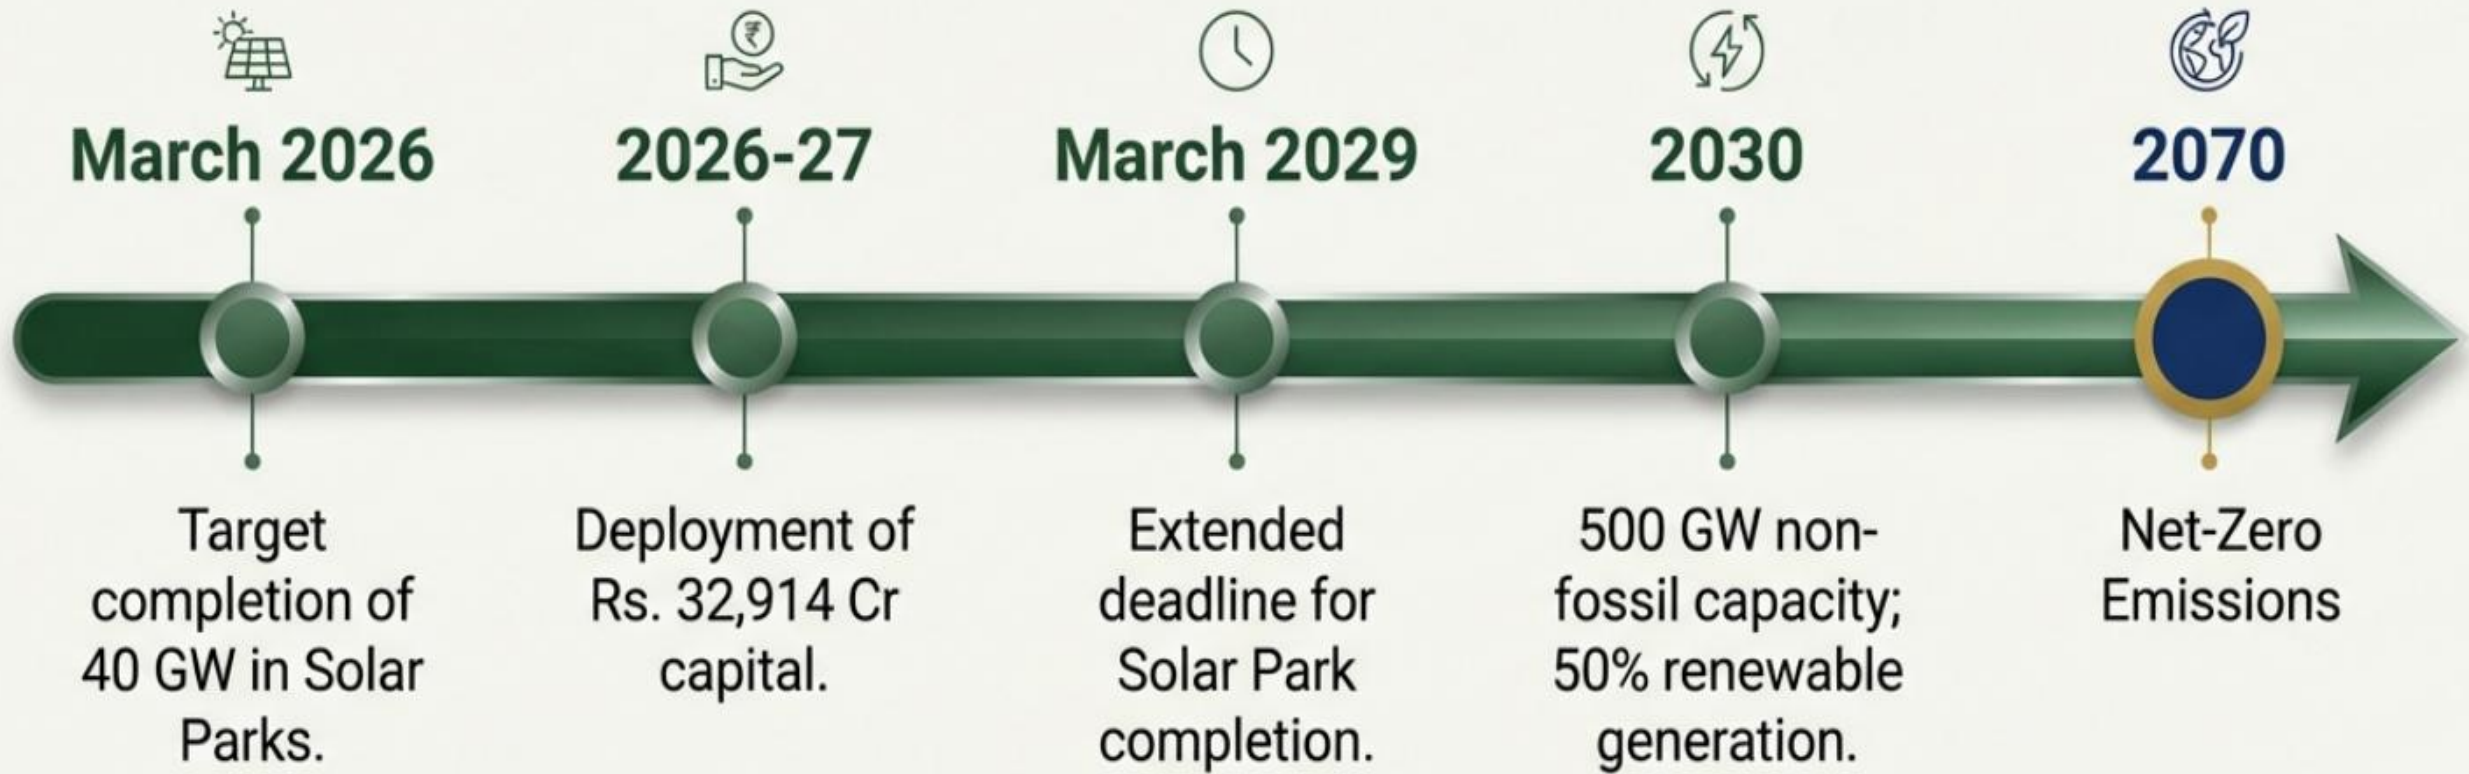 ₹
March 2026
2026-27
March 2029
2030
2070
Target
completion of
40 GW in Solar
Parks.
Deployment of
Rs. 32,914 Cr
capital.
Extended
deadline for
Solar Park
completion.
500 GW non-
fossil capacity;
50% renewable
generation.
Net-Zero
Emissions